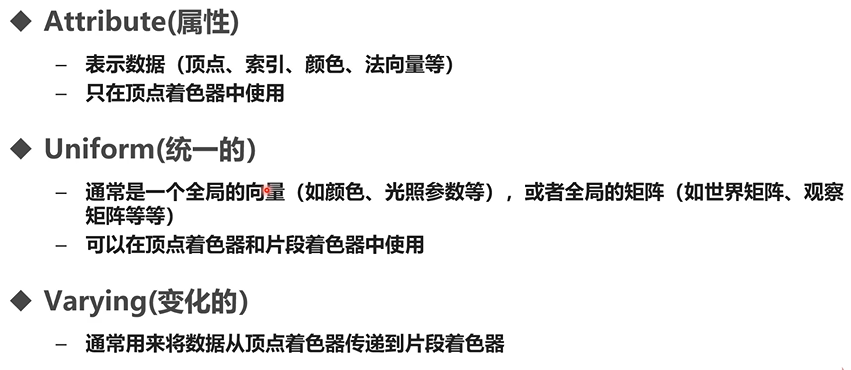 ◆ Attribute(属性)
– 表示数据（顶点、索引、颜色、法向量等）
– 只在顶点着色器中使用
◆ Uniform(统一的)
– 通常是一个全局的向量（如颜色、光照参数等），或者全局的矩阵（如世界矩阵、观察
矩阵等等）
– 可以在顶点着色器和片段着色器中使用
◆ Varying(变化的)
– 通常用来将数据从顶点着色器传递到片段着色器